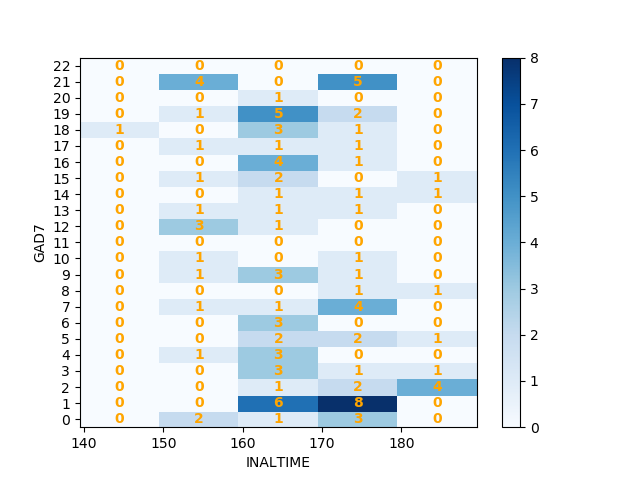 22 0 0 0 0 0
21 0 4 0 5 0
20 0 0 1 0 0
19 0 1 5 2 0
18 1 0 3 1 0
17 0 1 1 1 0
16 0 0 4 1 0
15 0 1 2 0 1
14 0 0 1 1 1
13 0 1 1 1 0
12 0 3 1 0 0
11 0 0 0 0 0
10 0 1 0 1 0
9 0 1 3 1 0
8 0 0 0 1 1
7 0 1 1 4 0
6 0 0 3 0 0
5 0 0 2 2 1
4 0 1 3 0 0
3 0 0 3 1 1
2 0 0 1 2 4
1 0 0 6 8 0
0 0 2 1 3 0
GAD7
140 150 160 170 180
INALTIME
8
7
6
5
4
3
2
1
0